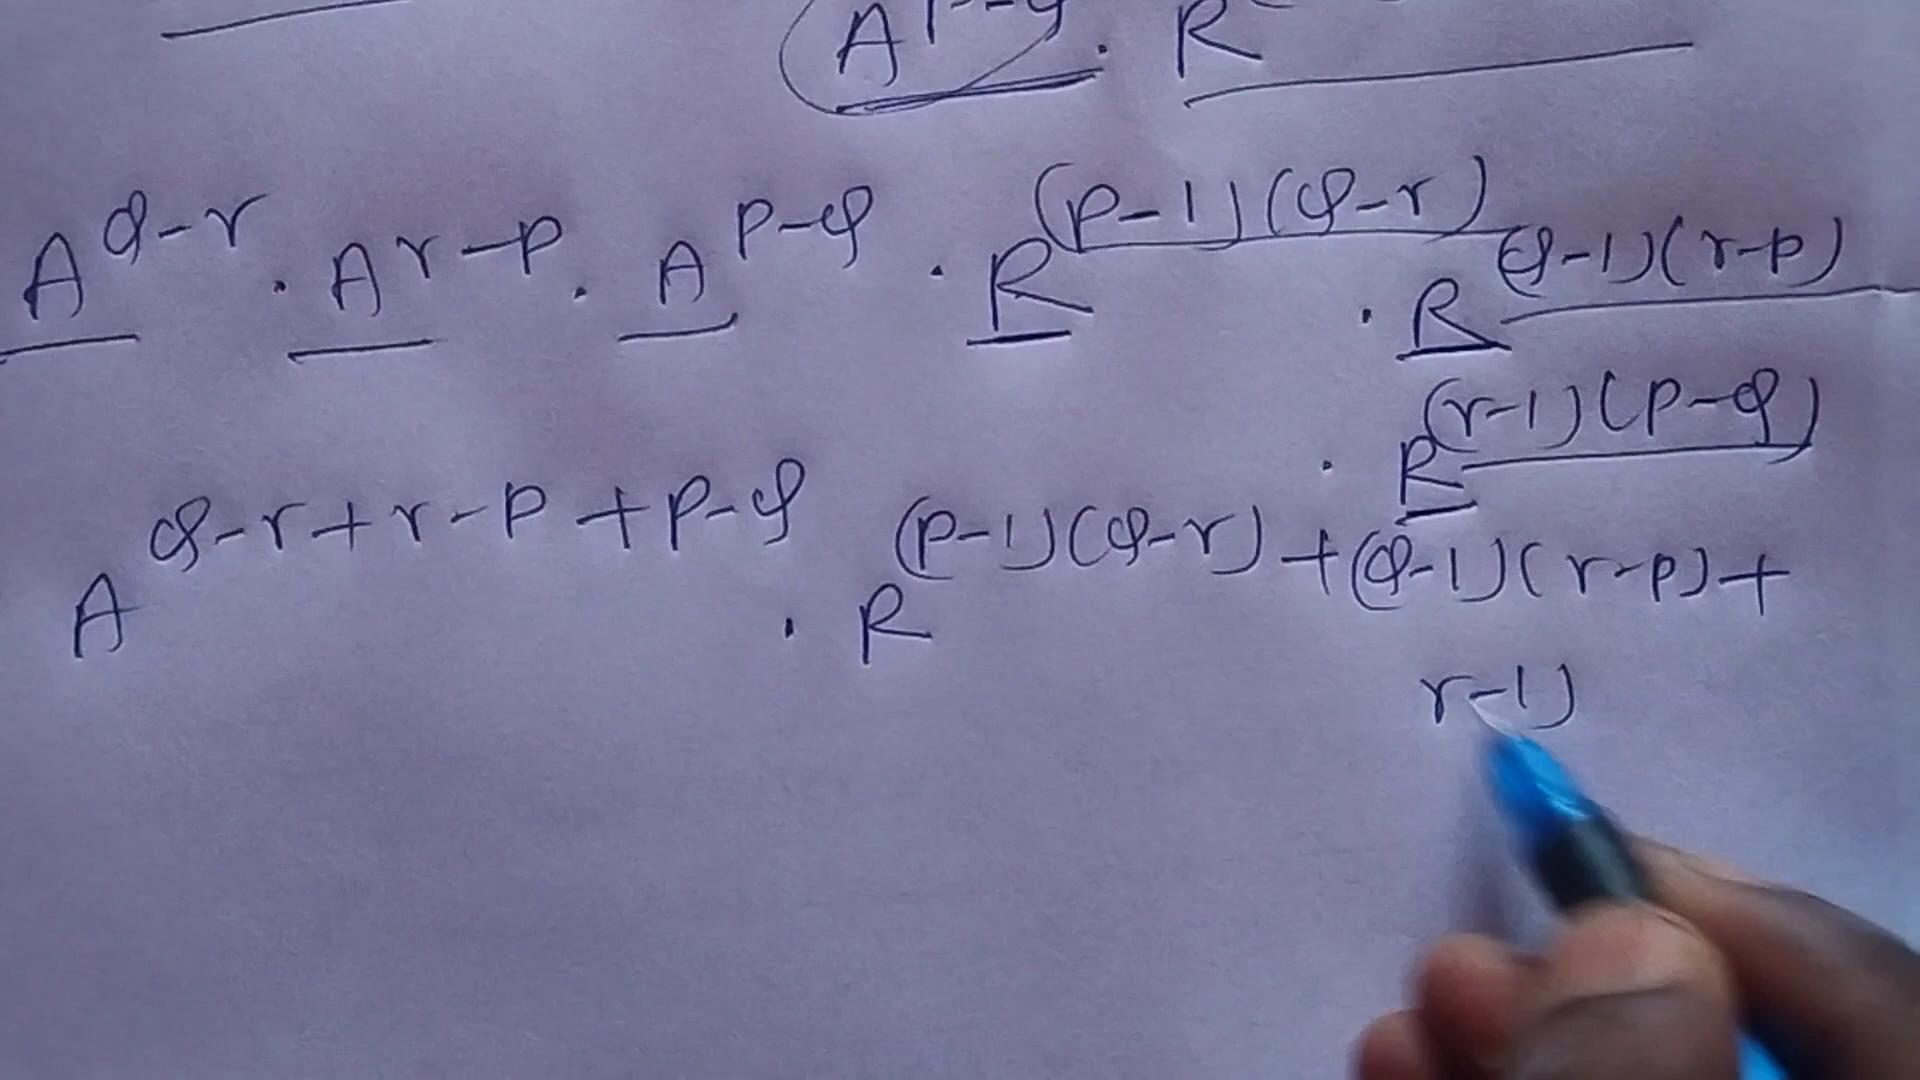 A^{p-q} . R
A^{q-r} . A^{r-p} . A^{p-q} . R^{(p-1)(q-r)} . R^{(q-1)(r-p)}
. R^{(r-1)(p-q)}
A^{q-r+r-p+p-q} . R^{(p-1)(q-r)+(q-1)(r-p)+
r-1)}